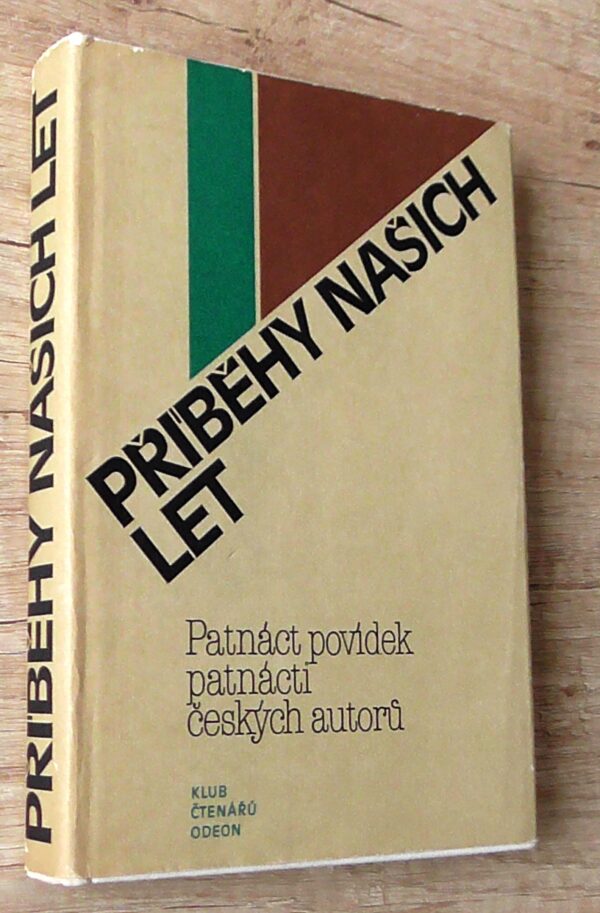 PŘÍBĚHY NAŠICH LET
PŘÍBĚHY NAŠICH
LET
Patnáct povídek
patnácti
českých autorů
KLUB
ČTENÁŘŮ
ODEON